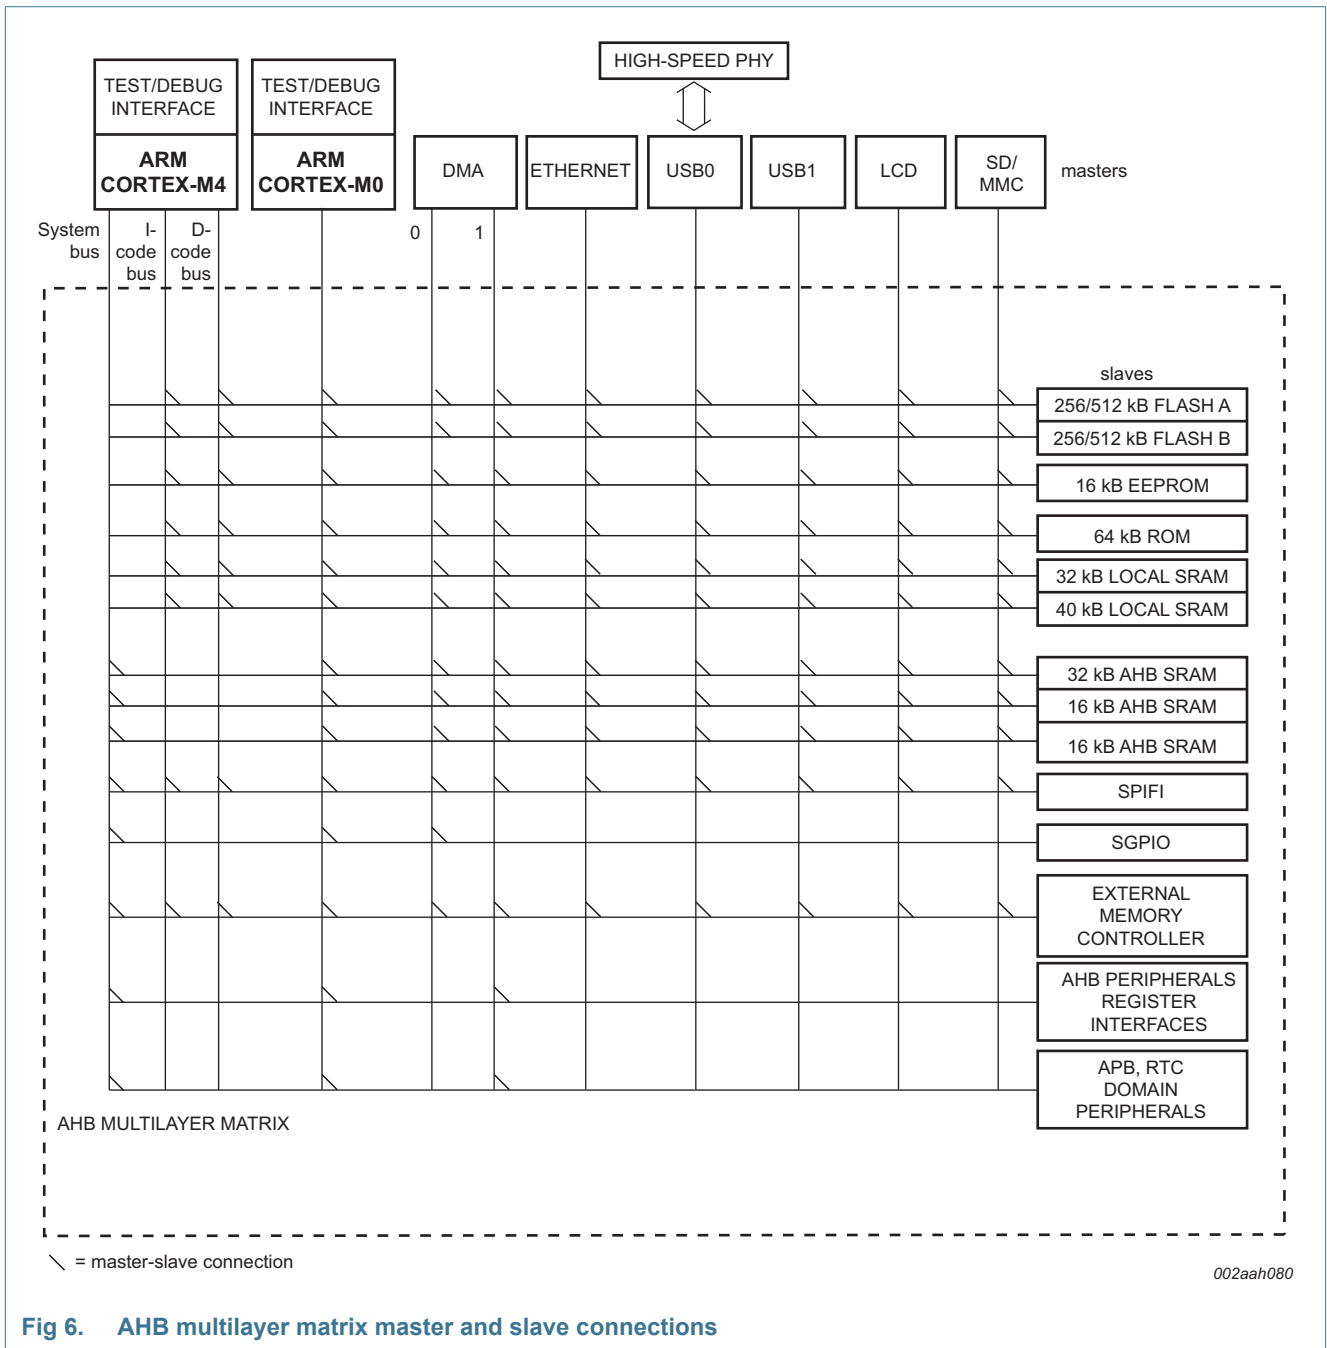 HIGH-SPEED PHY
TEST/DEBUG
INTERFACE
TEST/DEBUG
INTERFACE
ARM
CORTEX-M4
ARM
CORTEX-M0
DMA
ETHERNET
USB0
USB1
LCD
SD/
MMC
masters
System
bus
I-
code
bus
D-
code
bus
0
1
slaves
256/512 kB FLASH A
256/512 kB FLASH B
16 kB EEPROM
64 kB ROM
32 kB LOCAL SRAM
40 kB LOCAL SRAM
32 kB AHB SRAM
16 kB AHB SRAM
16 kB AHB SRAM
SPIFI
SGPIO
EXTERNAL
MEMORY
CONTROLLER
AHB PERIPHERALS
REGISTER
INTERFACES
APB, RTC
DOMAIN
PERIPHERALS
AHB MULTILAYER MATRIX
= master-slave connection
002aah080
Fig 6. AHB multilayer matrix master and slave connections